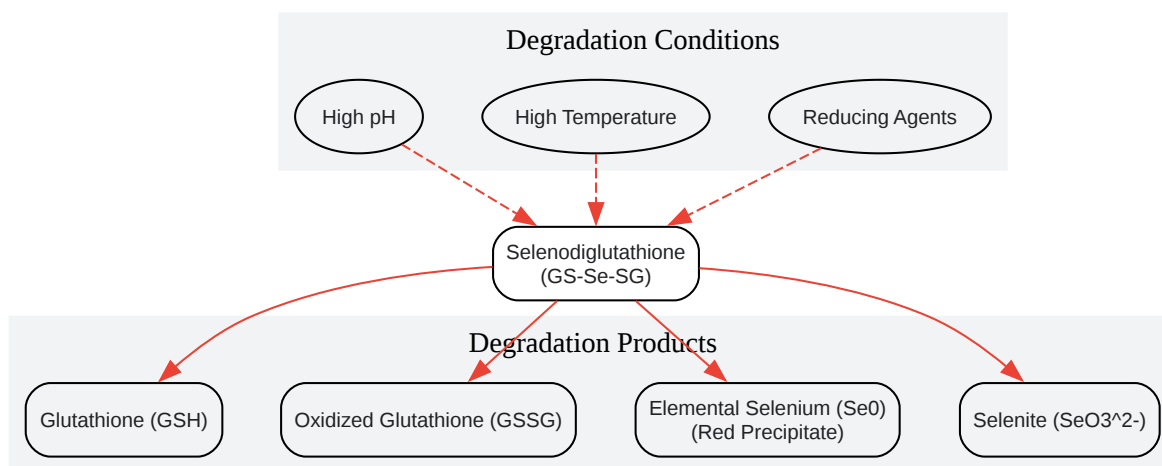 Degradation Conditions
High pH
High Temperature
Reducing Agents
Selenodiglutathione
(GS-Se-SG)
Degradation Products
Glutathione (GSH)
Oxidized Glutathione (GSSG)
Elemental Selenium (Se0)
(Red Precipitate)
Selenite (SeO3^2-)